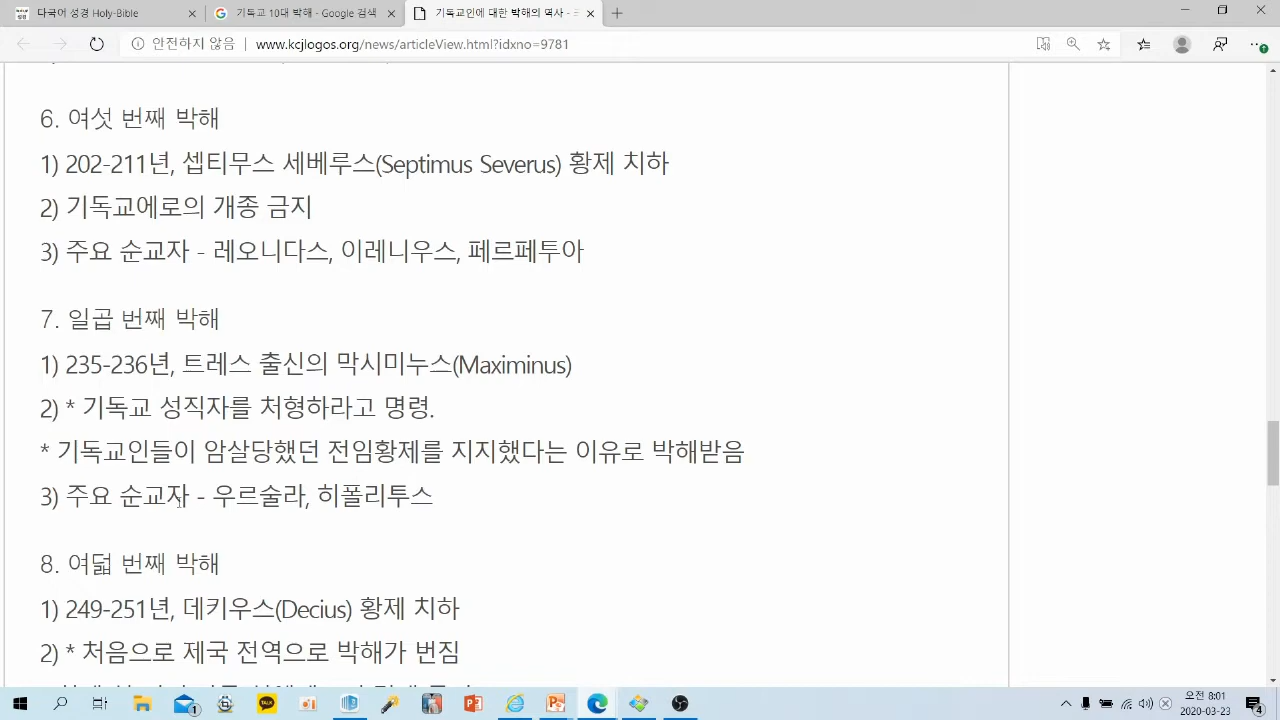 다국어 성경 Holy-Bible
기독교 10대 박해 - Google 검색
기독교인에 대한 박해의 역사 -
안전하지 않음
www.kcjlogos.org/news/articleView.html?idxno=9781
6. 여섯 번째 박해
1) 202-211년, 셉티무스 세베루스(Septimus Severus) 황제 치하
2) 기독교에로의 개종 금지
3) 주요 순교자 - 레오니다스, 이레니우스, 페르페투아
7. 일곱 번째 박해
1) 235-236년, 트레스 출신의 막시미누스(Maximinus)
2) * 기독교 성직자를 처형하라고 명령.
* 기독교인들이 암살당했던 전임황제를 지지했다는 이유로 박해받음
3) 주요 순교자 - 우르술라, 히폴리투스
8. 여덟 번째 박해
1) 249-251년, 데키우스(Decius) 황제 치하
2) * 처음으로 제국 전역으로 박해가 번짐
오전 8:01
2020-03-23